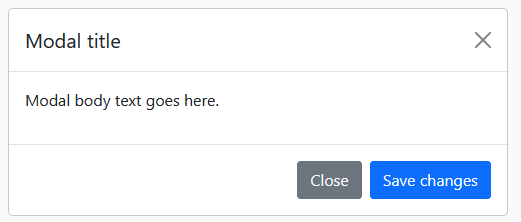 Modal title
Modal body text goes here.
Close Save changes